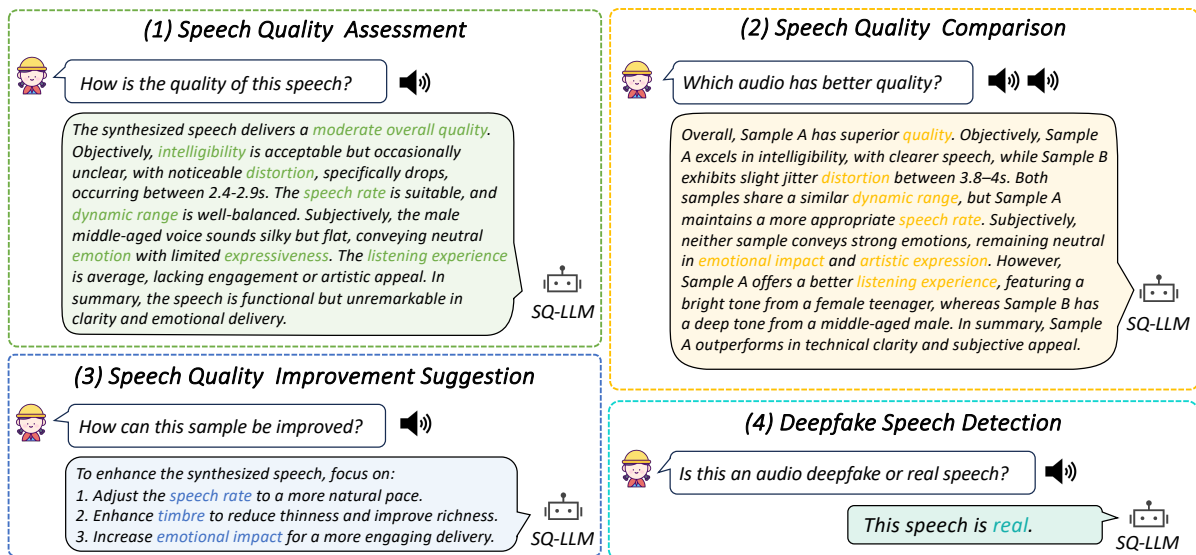 (1) Speech Quality Assessment
How is the quality of this speech?
The synthesized speech delivers a moderate overall quality.
Objectively, intelligibility is acceptable but occasionally
unclear, with noticeable distortion, specifically drops,
occurring between 2.4-2.9s. The speech rate is suitable, and
dynamic range is well-balanced. Subjectively, the male
middle-aged voice sounds silky but flat, conveying neutral
emotion with limited expressiveness. The listening experience
is average, lacking engagement or artistic appeal. In
summary, the speech is functional but unremarkable in
clarity and emotional delivery.
SQ-LLM
(2) Speech Quality Comparison
Which audio has better quality?
Overall, Sample A has superior quality. Objectively, Sample
A excels in intelligibility, with clearer speech, while Sample B
exhibits slight jitter distortion between 3.8–4s. Both
samples share a similar dynamic range, but Sample A
maintains a more appropriate speech rate. Subjectively,
neither sample conveys strong emotions, remaining neutral
in emotional impact and artistic expression. However,
Sample A offers a better listening experience, featuring a
bright tone from a female teenager, whereas Sample B has
a deep tone from a middle-aged male. In summary, Sample
A outperforms in technical clarity and subjective appeal.
SQ-LLM
(3) Speech Quality Improvement Suggestion
How can this sample be improved?
To enhance the synthesized speech, focus on:
1. Adjust the speech rate to a more natural pace.
2. Enhance timbre to reduce thinness and improve richness.
3. Increase emotional impact for a more engaging delivery.
SQ-LLM
(4) Deepfake Speech Detection
Is this an audio deepfake or real speech?
This speech is real.
SQ-LLM